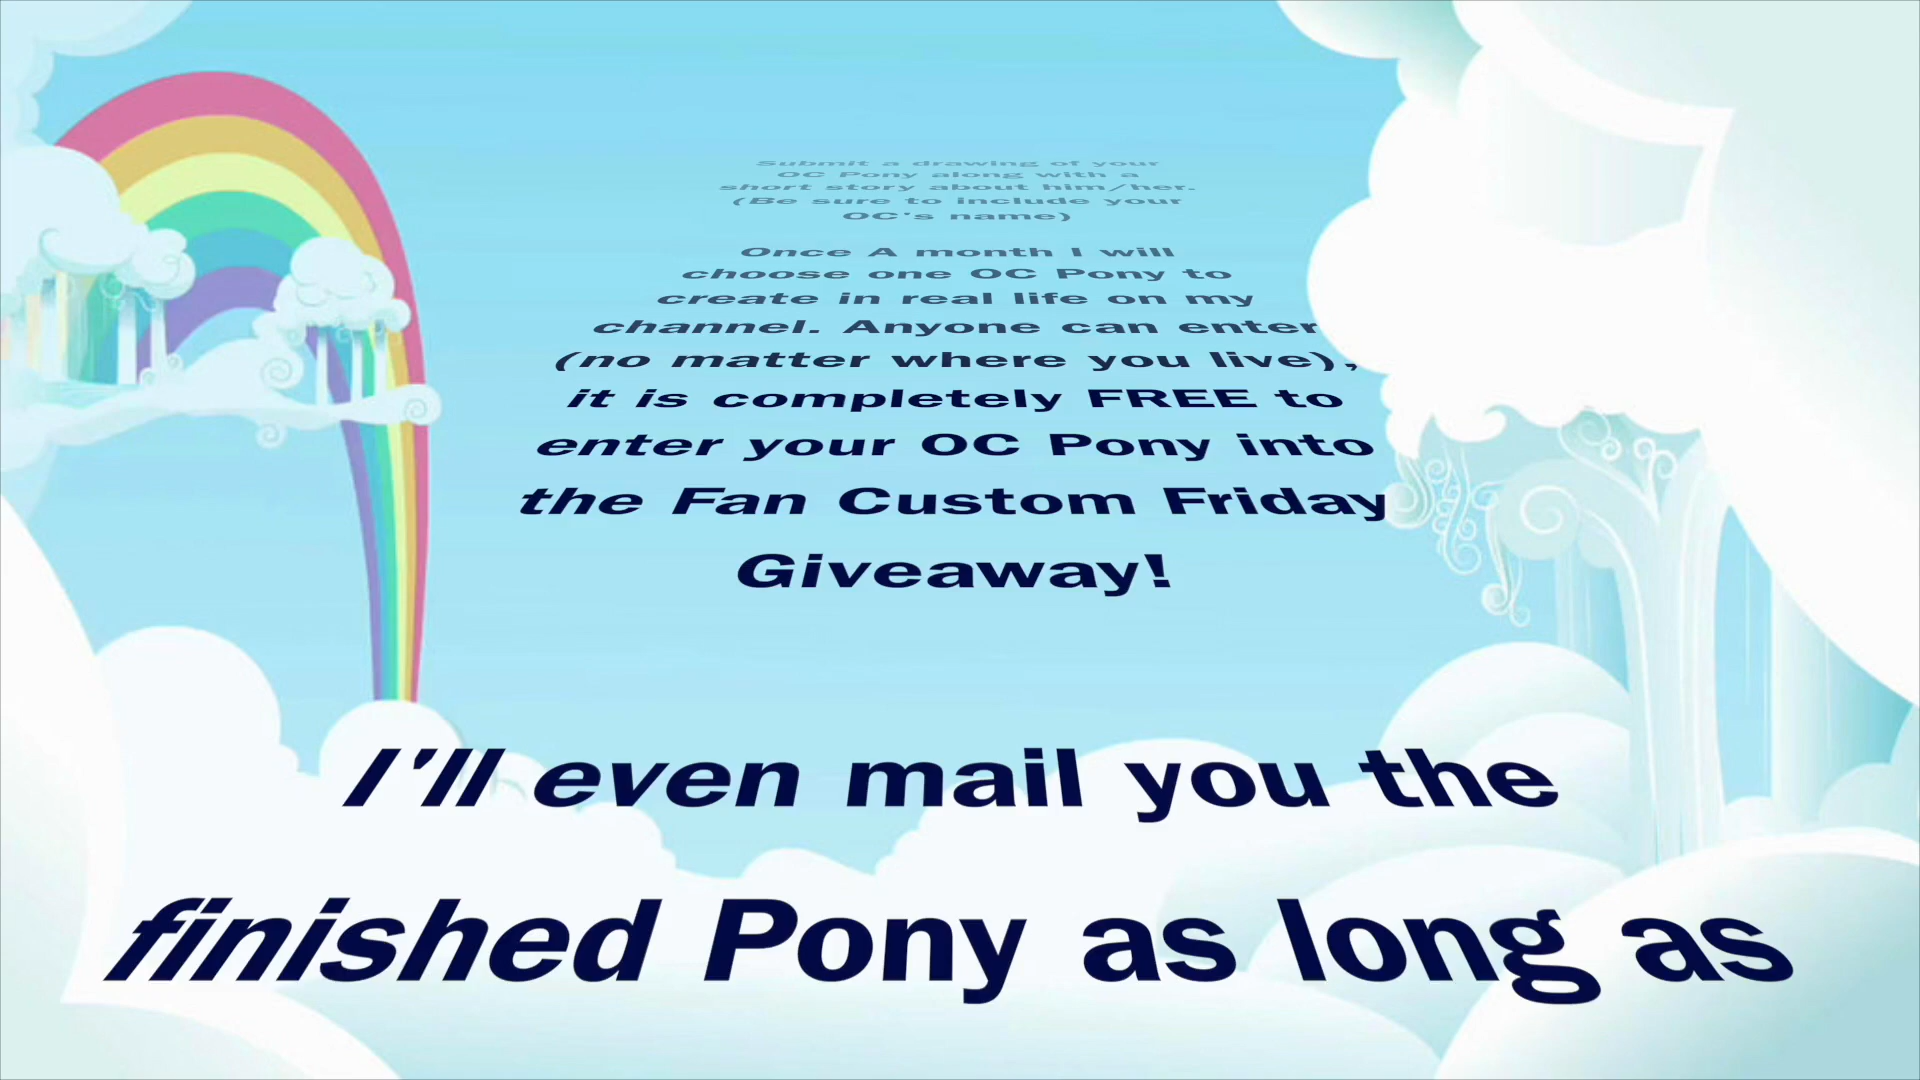 Submit a drawing of your
OC Pony along with a
short story about him/her.
(Be sure to include your
OC's name)
Once A month I will
choose one OC Pony to
create in real life on my
channel. Anyone can enter
(no matter where you live),
it is completely FREE to
enter your OC Pony into
the Fan Custom Friday
Giveaway!
I'll even mail you the
finished Pony as long as